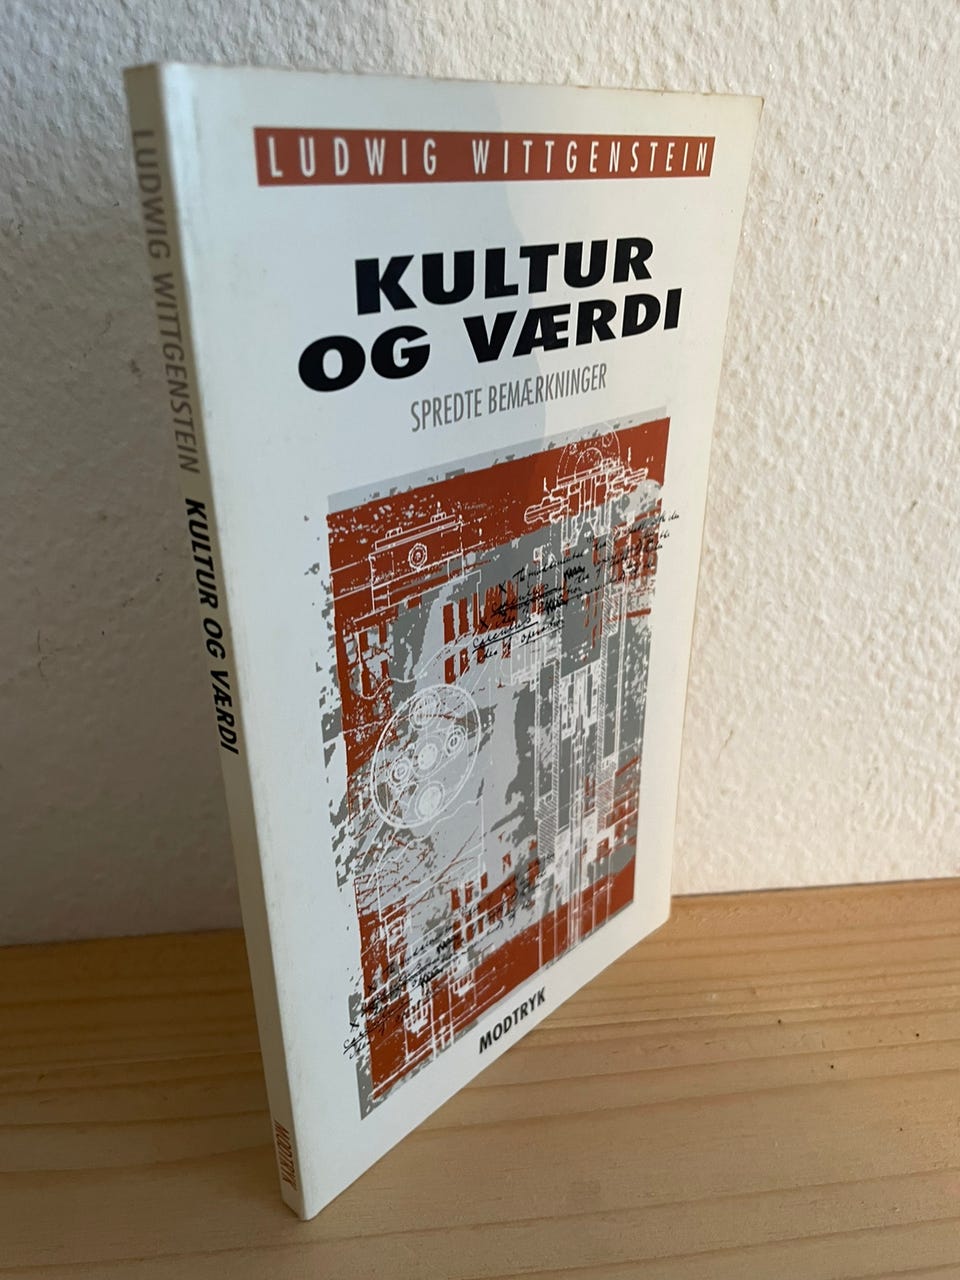 LUDWIG WITTGENSTEIN
KULTUR
OG VÆRDI
SPREDTE BEMÆRKNINGER
MODTRYK
LUDWIG WITTGENSTEIN KULTUR OG VÆRDI
MODTRYK